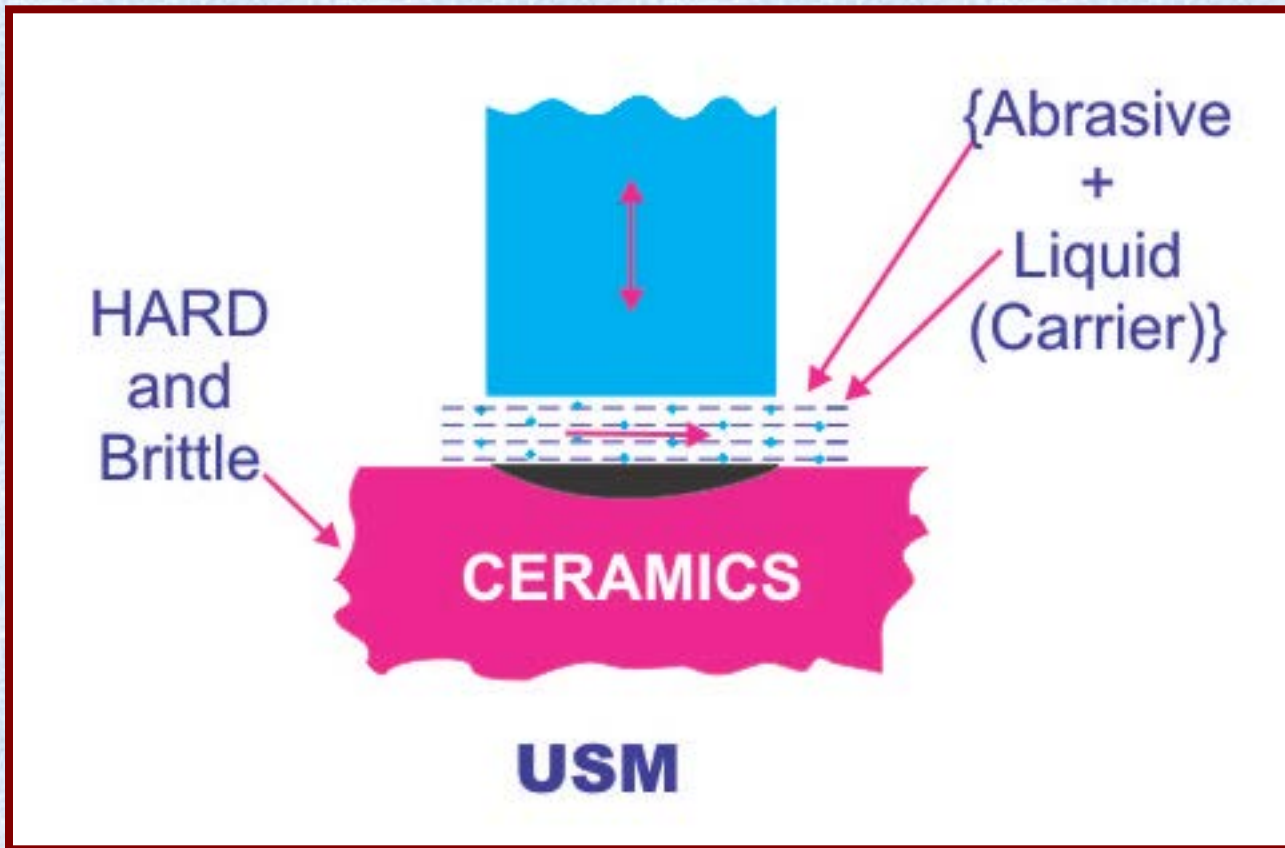 {Abrasive
+
Liquid
(Carrier)}
HARD
and
Brittle
CERAMICS
USM